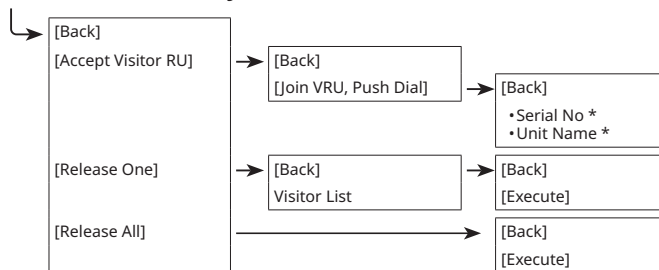 [Back]
[Accept Visitor RU]
[Back]
[Join VRU, Push Dial]
[Back]
•Serial No *
•Unit Name *
[Release One]
[Back]
Visitor List
[Back]
[Execute]
[Release All]
[Back]
[Execute]